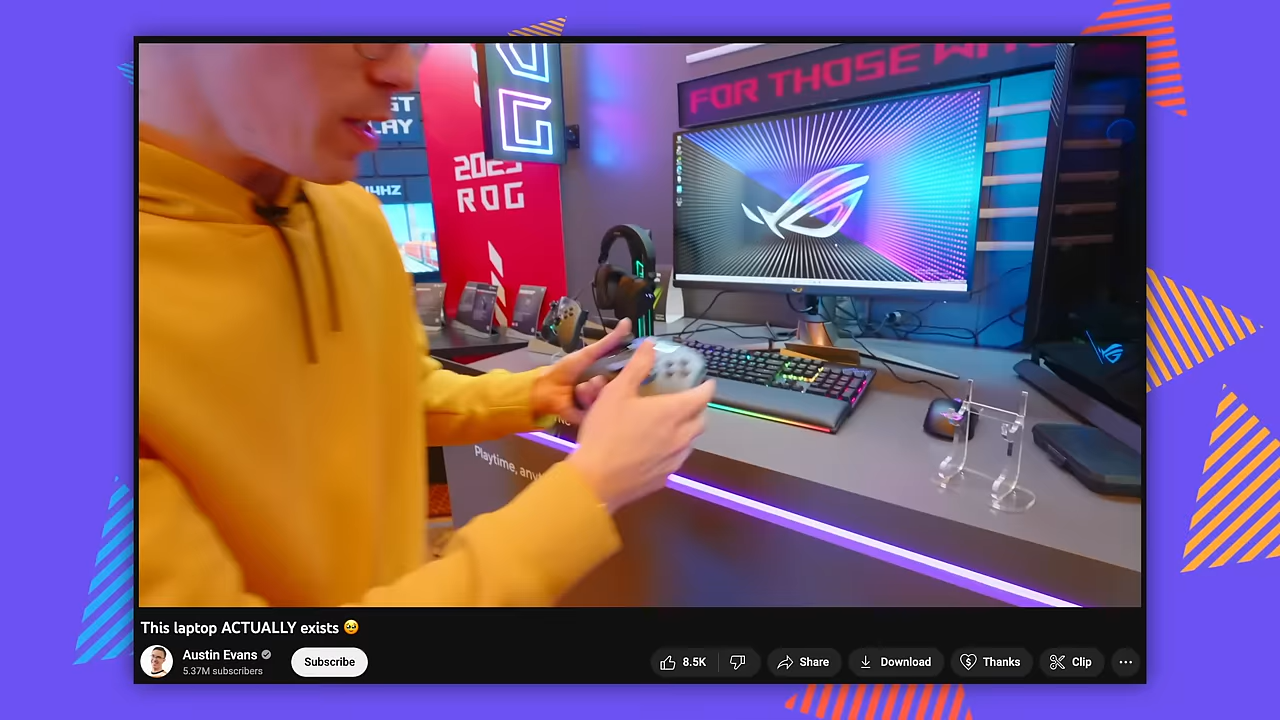 FOR THOSE WHO
G
2023
ROG
Playtime, any
This laptop ACTUALLY exists 🥺
Austin Evans
5.37M subscribers
Subscribe
8.5K
Share
Download
Thanks
Clip